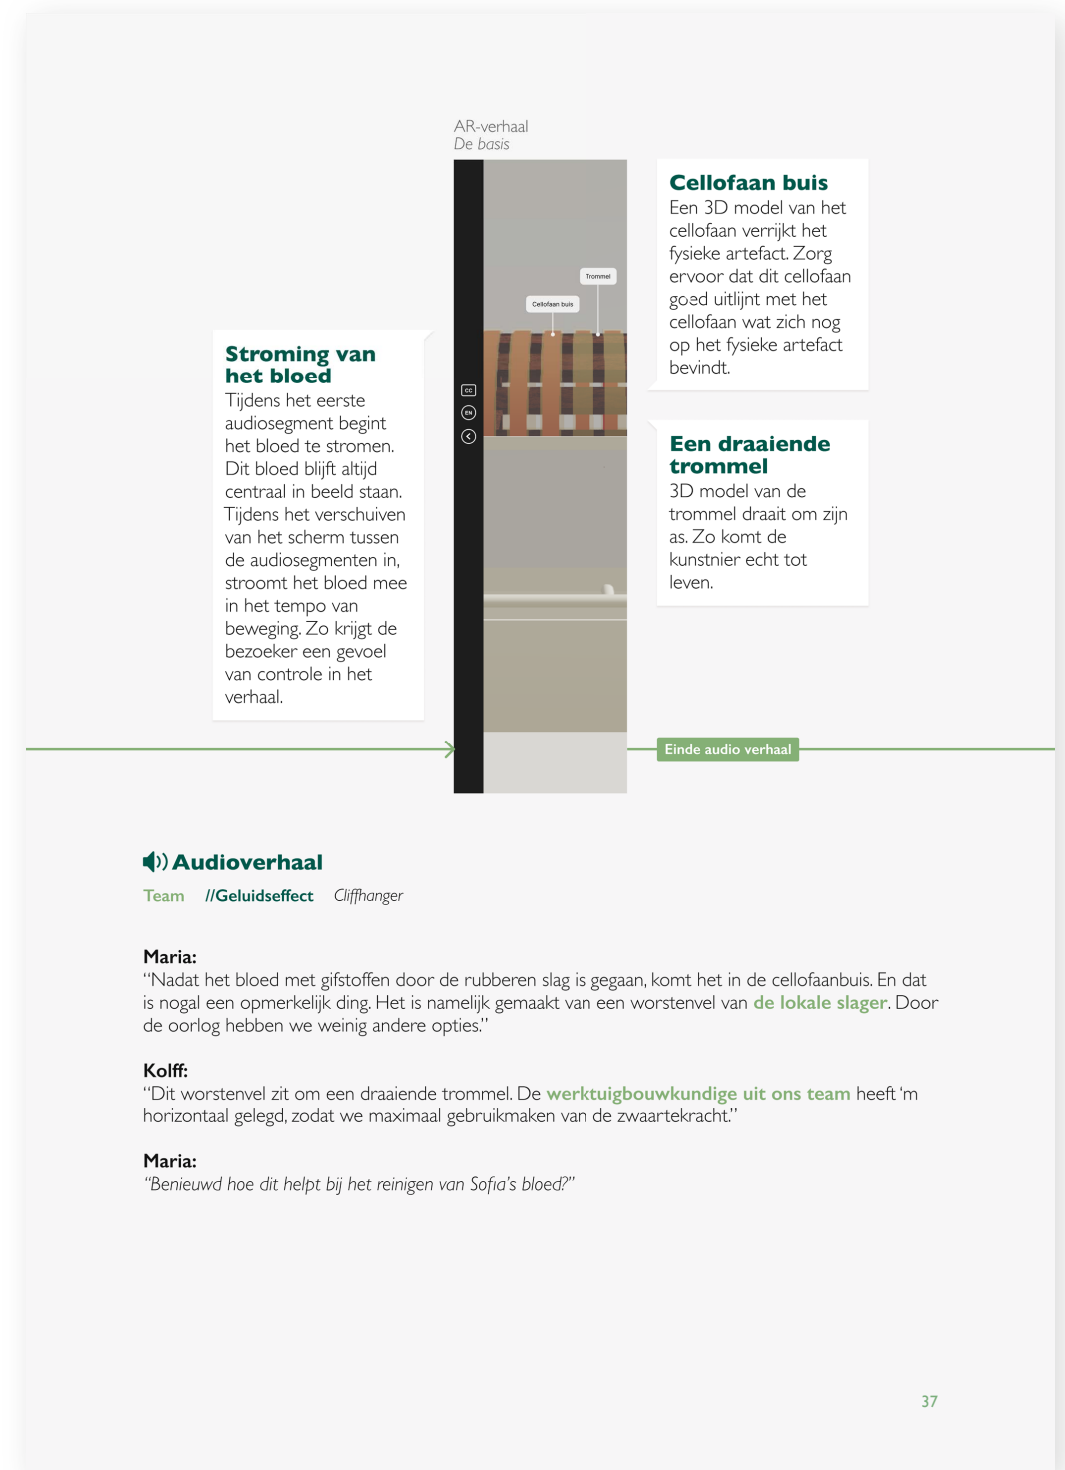 AR-verhaal
De basis
Trommel
Cellofaan buis
CC
EN
Stroming van
het bloed
Tijdens het eerste
audiosegment begint
het bloed te stromen.
Dit bloed blijft altijd
centraal in beeld staan.
Tijdens het verschuiven
van het scherm tussen
de audiosegmenten in,
stroomt het bloed mee
in het tempo van
beweging. Zo krijgt de
bezoeker een gevoel
van controle in het
verhaal.
Cellofaan buis
Een 3D model van het
cellofaan verrijkt het
fysieke artefact. Zorg
ervoor dat dit cellofaan
goed uitlijnt met het
cellofaan wat zich nog
op het fysieke artefact
bevindt.
Een draaiende
trommel
3D model van de
trommel draait om zijn
as. Zo komt de
kunstnier echt tot
leven.
Einde audio verhaal
Audioverhaal
Team //Geluidseffect Cliffhanger
Maria:
“Nadat het bloed met gifstoffen door de rubberen slag is gegaan, komt het in de cellofaanbuis. En dat
is nogal een opmerkelijk ding. Het is namelijk gemaakt van een worstenvel van de lokale slager. Door
de oorlog hebben we weinig andere opties.”
Kolff:
“Dit worstenvel zit om een draaiende trommel. De werktuigbouwkundige uit ons team heeft ‘m
horizontaal gelegd, zodat we maximaal gebruikmaken van de zwaartekracht.”
Maria:
“Benieuwd hoe dit helpt bij het reinigen van Sofia’s bloed?”
37